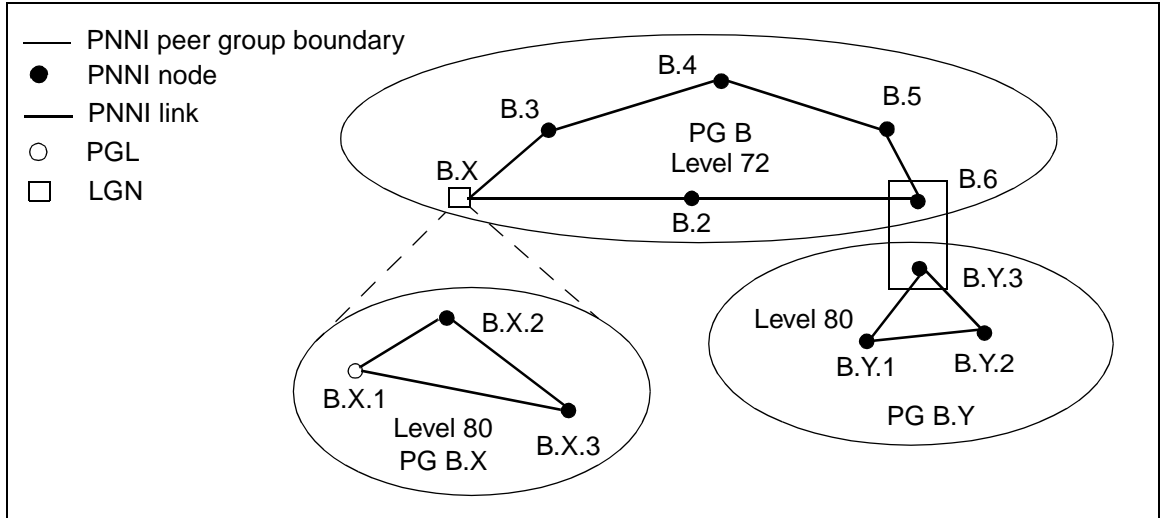 PNNI peer group boundary
PNNI node
PNNI link
PGL
LGN
B.4
B.3
B.5
PG B
Level 72
B.X
B.6
B.2
B.Y.3
Level 80
B.Y.1
B.Y.2
PG B.Y
B.X.2
B.X.1
Level 80
PG B.X
B.X.3